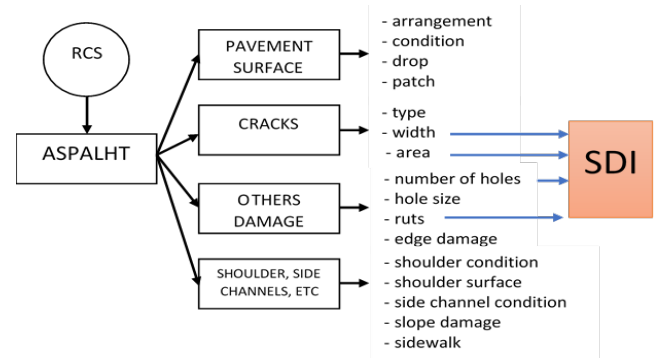 RCS
ASPALHT
PAVEMENT
SURFACE
- arrangement
- condition
- drop
- patch
CRACKS
- type
- width
- area
OTHERS
DAMAGE
- number of holes
- hole size
- ruts
- edge damage
SHOULDER, SIDE
CHANNELS, ETC
- shoulder condition
- shoulder surface
- side channel condition
- slope damage
- sidewalk
SDI